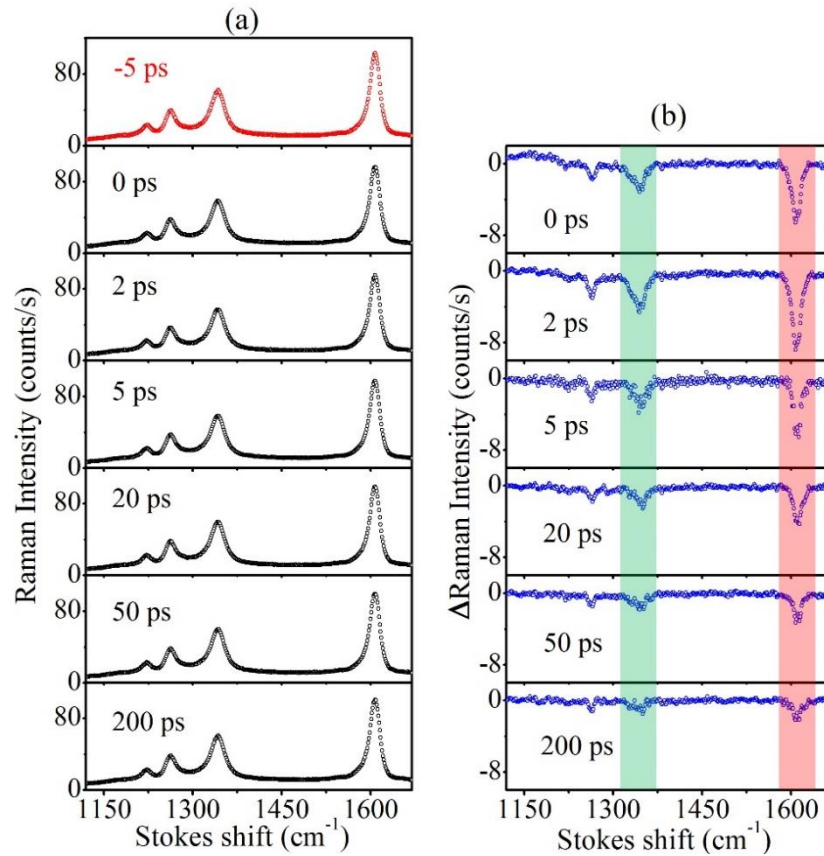 (a)
80
0
-5 ps
80
0
0 ps
80
0
2 ps
80
0
5 ps
80
0
20 ps
80
0
50 ps
80
0
200 ps
1150 1300 1450 1600
Stokes shift (cm⁻¹)
Raman Intensity (counts/s)
(b)
0
-8
0 ps
0
-8
2 ps
0
-8
5 ps
0
-8
20 ps
0
-8
50 ps
0
-8
200 ps
1150 1300 1450 1600
Stokes shift (cm⁻¹)
ΔRaman Intensity (counts/s)